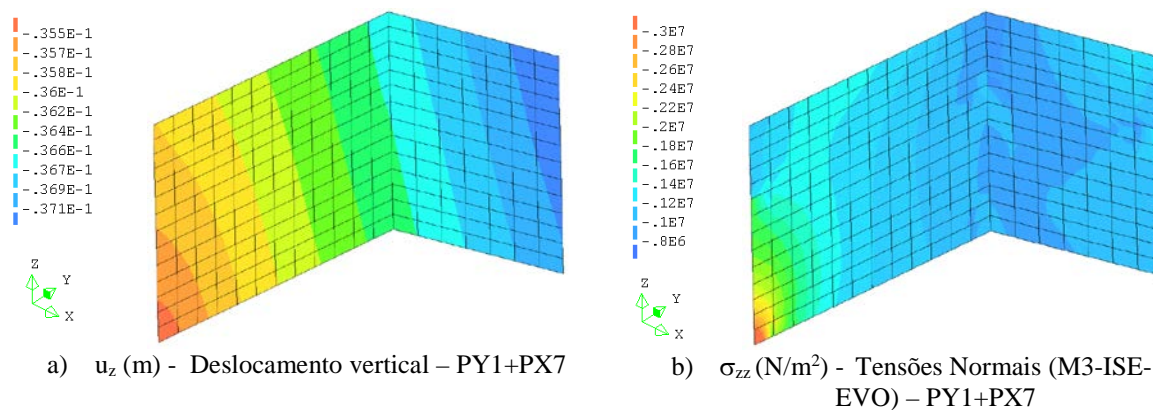 -.355E-1
-.357E-1
-.358E-1
-.36E-1
-.362E-1
-.364E-1
-.366E-1
-.367E-1
-.369E-1
-.371E-1
Z
Y
X
a) uz (m) - Deslocamento vertical – PY1+PX7
-.3E7
-.28E7
-.26E7
-.24E7
-.22E7
-.2E7
-.18E7
-.16E7
-.14E7
-.12E7
-.1E7
-.8E6
Z
Y
X
b) σzz (N/m²) - Tensões Normais (M3-ISE-
EVO) – PY1+PX7